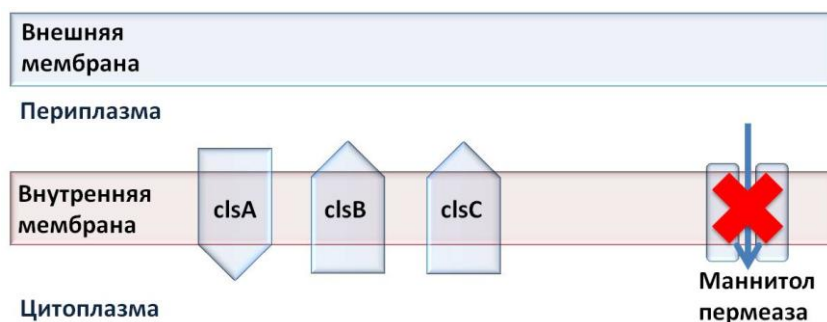 Внешняя
мембрана
Периплазма
Внутренняя
мембрана
clsA
clsB
clsC
Цитоплазма
Маннитол
пермеаза